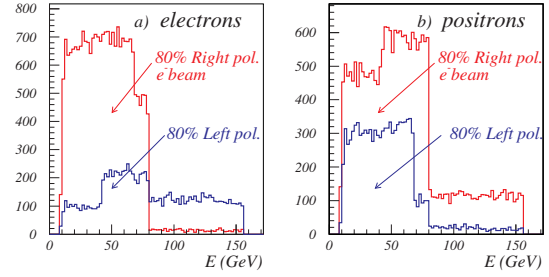 a) electrons
80% Right pol.
e⁻beam
80% Left pol.
800
700
600
500
400
300
200
100
0
0 50 100 150
E (GeV)
b) positrons
80% Right pol.
e⁻beam
80% Left pol.
600
500
400
300
200
100
0
0 50 100 150
E (GeV)